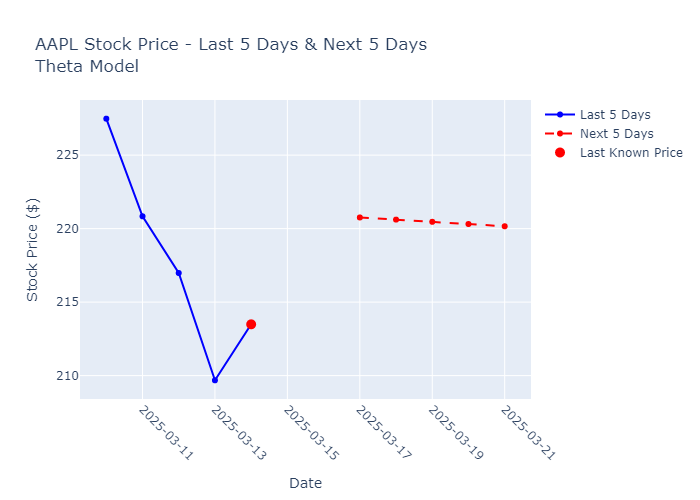 AAPL Stock Price - Last 5 Days & Next 5 Days
Theta Model
Last 5 Days
Next 5 Days
Last Known Price
Stock Price ($)
225
220
215
210
2025-03-11
2025-03-13
2025-03-15
2025-03-17
2025-03-19
2025-03-21
Date